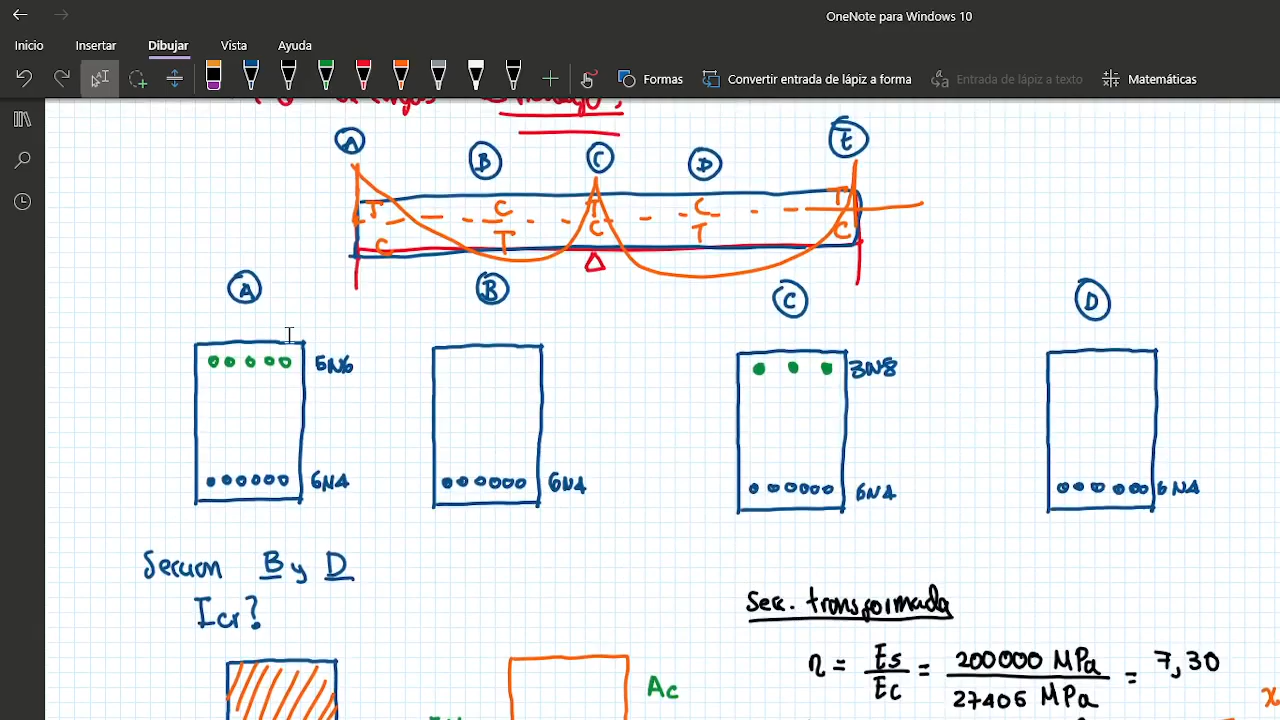 OneNote para Windows 10
Inicio Insertar Dibujar Vista Ayuda
Formas Convertir entrada de lápiz a forma Entrada de lápiz a texto Matemáticas
A B C D E
T C T C T
C T C T C
A B C D
5N6 3N8
6N4 6N4 6N4 6N4
Seccion B y D
Icr?
Sec. transformada
n = Es/Ec = 200000 MPa / 27405 MPa = 7,30
Ac
x